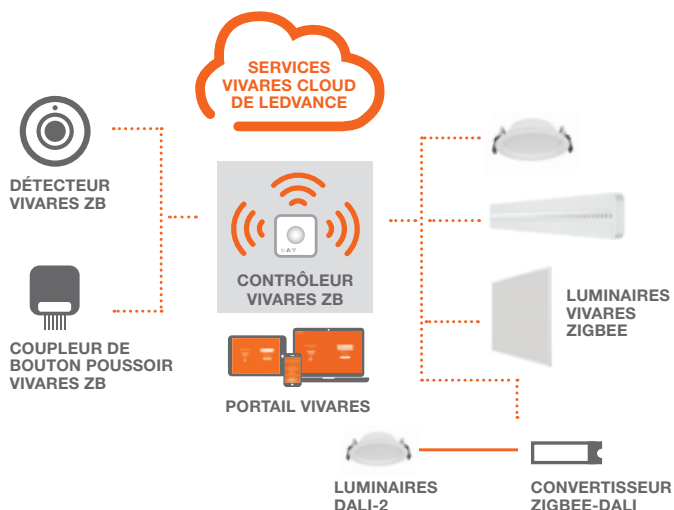 SERVICES
VIVARES CLOUD
DE LEDVANCE
DÉTECTEUR
VIVARES ZB
CONTRÔLEUR
VIVARES ZB
LUMINAIRES
VIVARES
ZIGBEE
COUPLEUR DE
BOUTON POUSSOIR
VIVARES ZB
PORTAIL VIVARES
LUMINAIRES
DALI-2
CONVERTISSEUR
ZIGBEE-DALI